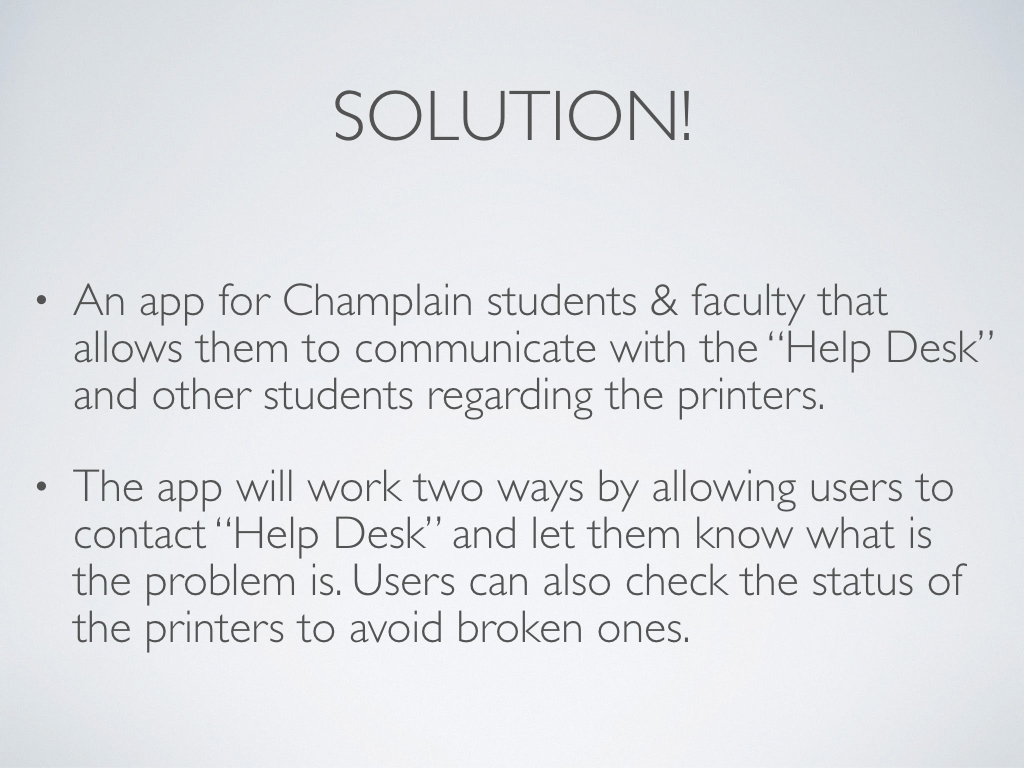 SOLUTION!
• An app for Champlain students & faculty that
allows them to communicate with the “Help Desk”
and other students regarding the printers.
• The app will work two ways by allowing users to
contact “Help Desk” and let them know what is
the problem is. Users can also check the status of
the printers to avoid broken ones.